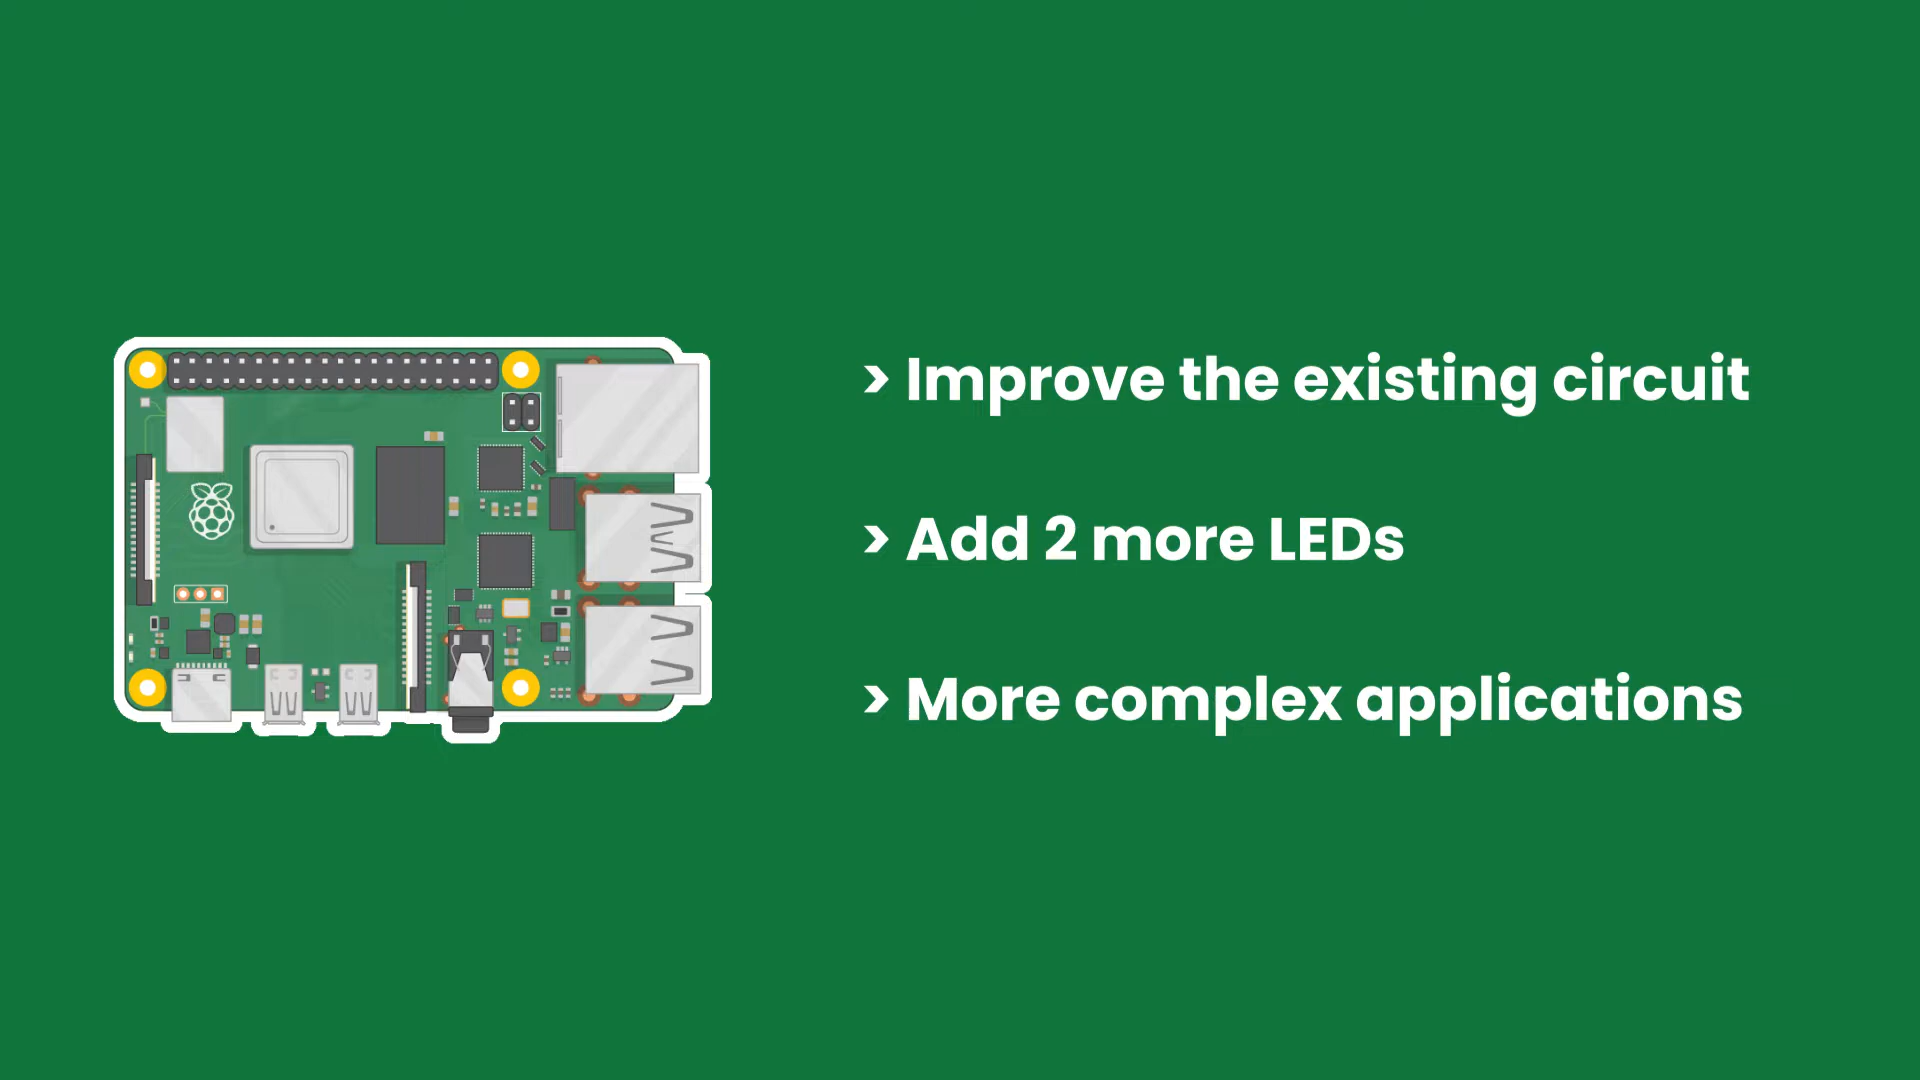 > Improve the existing circuit
> Add 2 more LEDs
> More complex applications